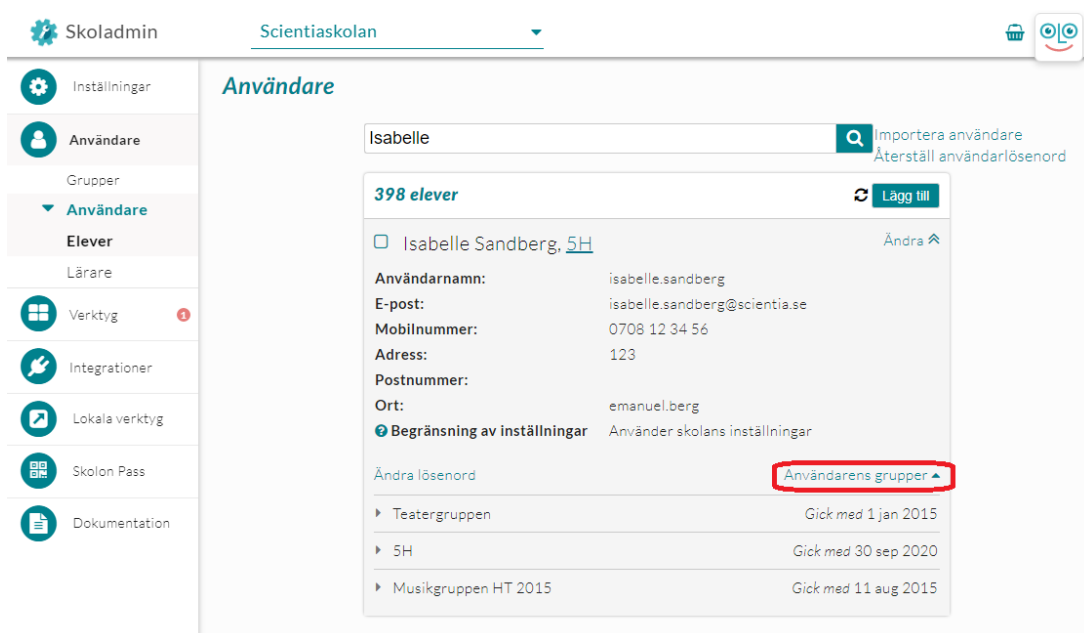 Skoladmin
Scientiaskolan
Inställningar
Användare
Grupper
Användare
Elever
Lärare
Verktyg 1
Integrationer
Lokala verktyg
Skolon Pass
Dokumentation
Användare
Isabelle
Importera användare
Återställ användarlösenord
398 elever
Lägg till
Isabelle Sandberg, 5H
Ändra
Användarnamn: isabelle.sandberg
E-post: isabelle.sandberg@scientia.se
Mobilnummer: 0708 12 34 56
Adress: 123
Postnummer:
Ort: emanuel.berg
? Begränsning av inställningar Använder skolans inställningar
Ändra lösenord Användarens grupper
Teatergruppen Gick med 1 jan 2015
5H Gick med 30 sep 2020
Musikgruppen HT 2015 Gick med 11 aug 2015